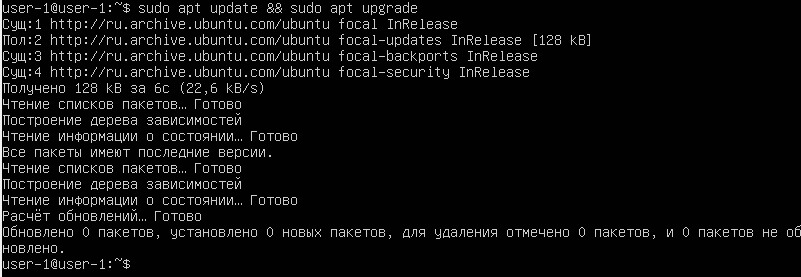 user-1@user-1:~$ sudo apt update && sudo apt upgrade
Сущ:1 http://ru.archive.ubuntu.com/ubuntu focal InRelease
Пол:2 http://ru.archive.ubuntu.com/ubuntu focal-updates InRelease [128 kB]
Сущ:3 http://ru.archive.ubuntu.com/ubuntu focal-backports InRelease
Сущ:4 http://ru.archive.ubuntu.com/ubuntu focal-security InRelease
Получено 128 kB за 6с (22,6 kB/s)
Чтение списков пакетов… Готово
Построение дерева зависимостей
Чтение информации о состоянии… Готово
Все пакеты имеют последние версии.
Чтение списков пакетов… Готово
Построение дерева зависимостей
Чтение информации о состоянии… Готово
Расчёт обновлений… Готово
Обновлено 0 пакетов, установлено 0 новых пакетов, для удаления отмечено 0 пакетов, и 0 пакетов не об
новлено.
user-1@user-1:~$